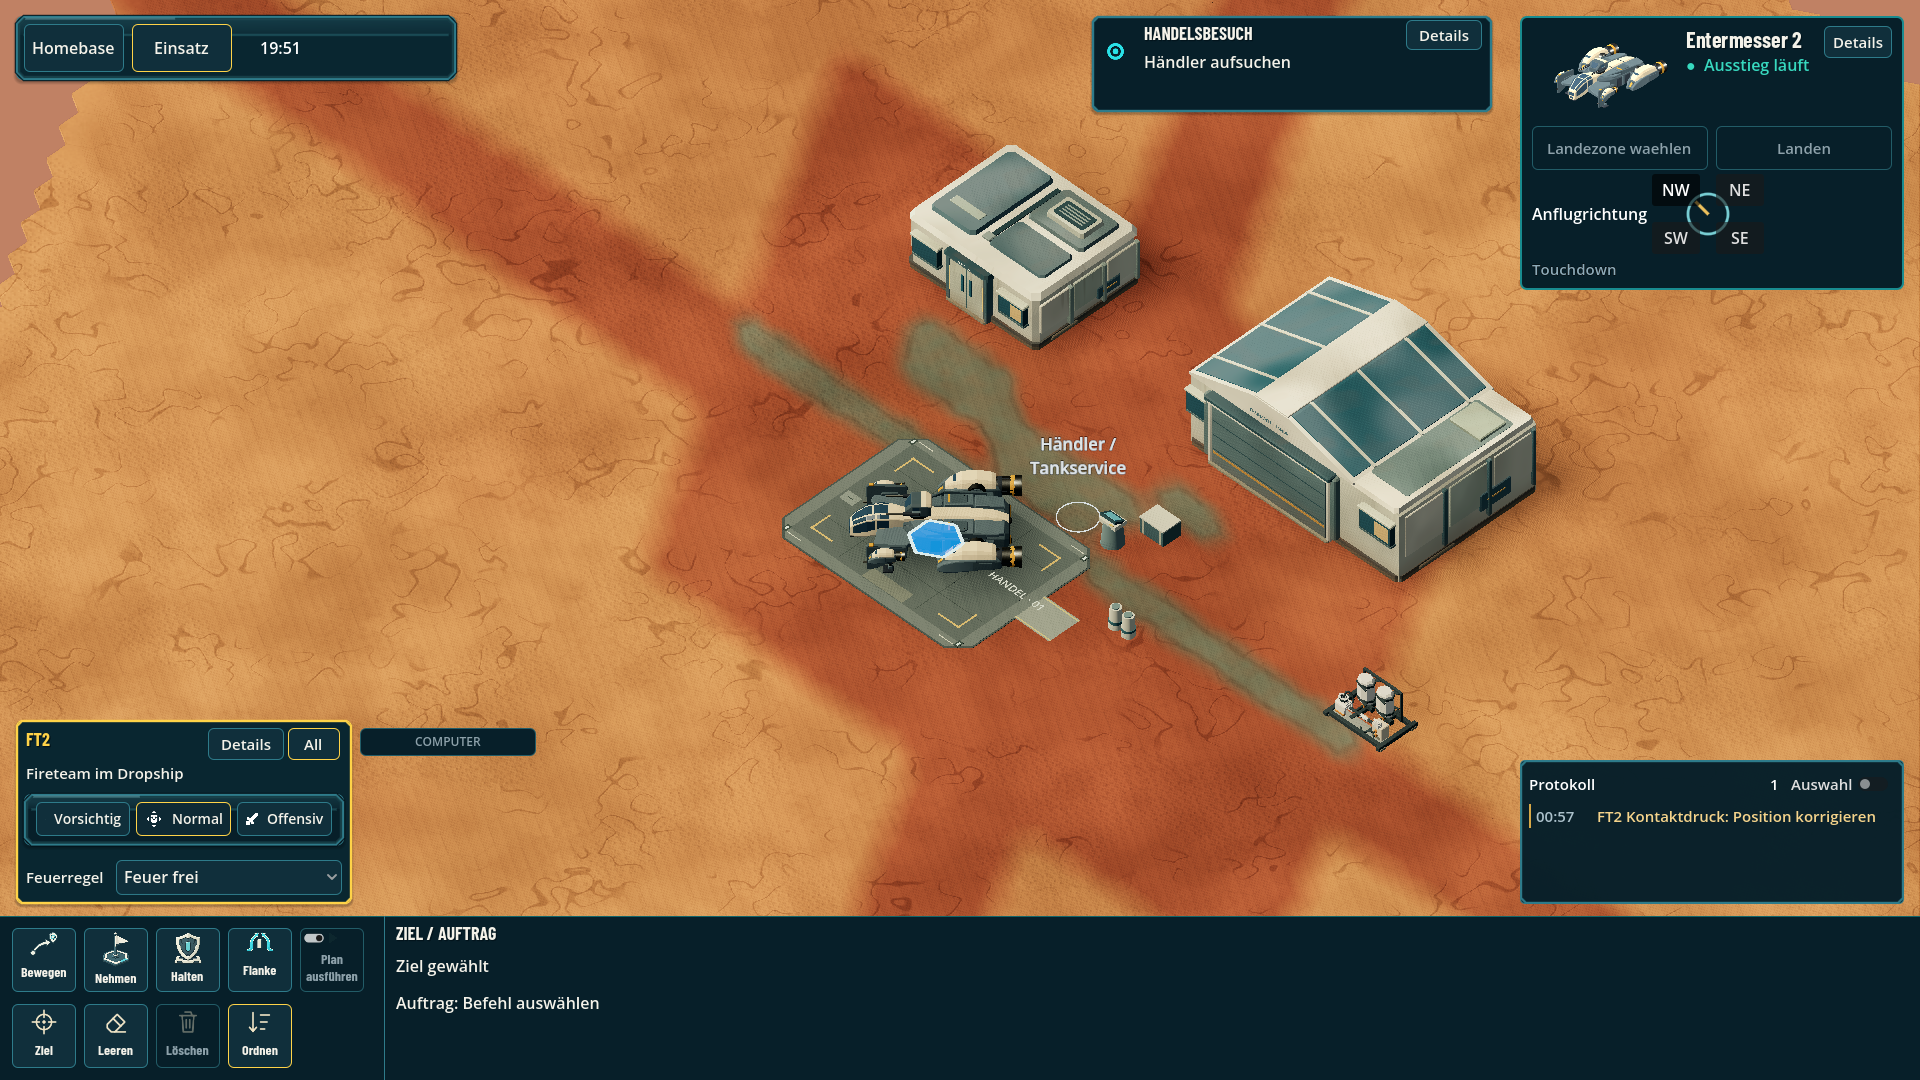 Homebase
Einsatz
19:51
HANDELSBESUCH
Details
Händler aufsuchen
Entermesser 2
Details
Ausstieg läuft
Landezone waehlen
Landen
NW
NE
Anflugrichtung
SW
SE
Touchdown
Händler /
Tankservice
HANDEL · 01
FT2
Details
All
COMPUTER
Fireteam im Dropship
Vorsichtig
Normal
Offensiv
Feuerregel
Feuer frei
Protokoll
1
Auswahl
00:57
FT2 Kontaktdruck: Position korrigieren
Bewegen
Nehmen
Halten
Flanke
Plan
ausführen
Ziel
Leeren
Löschen
Ordnen
ZIEL / AUFTRAG
Ziel gewählt
Auftrag: Befehl auswählen